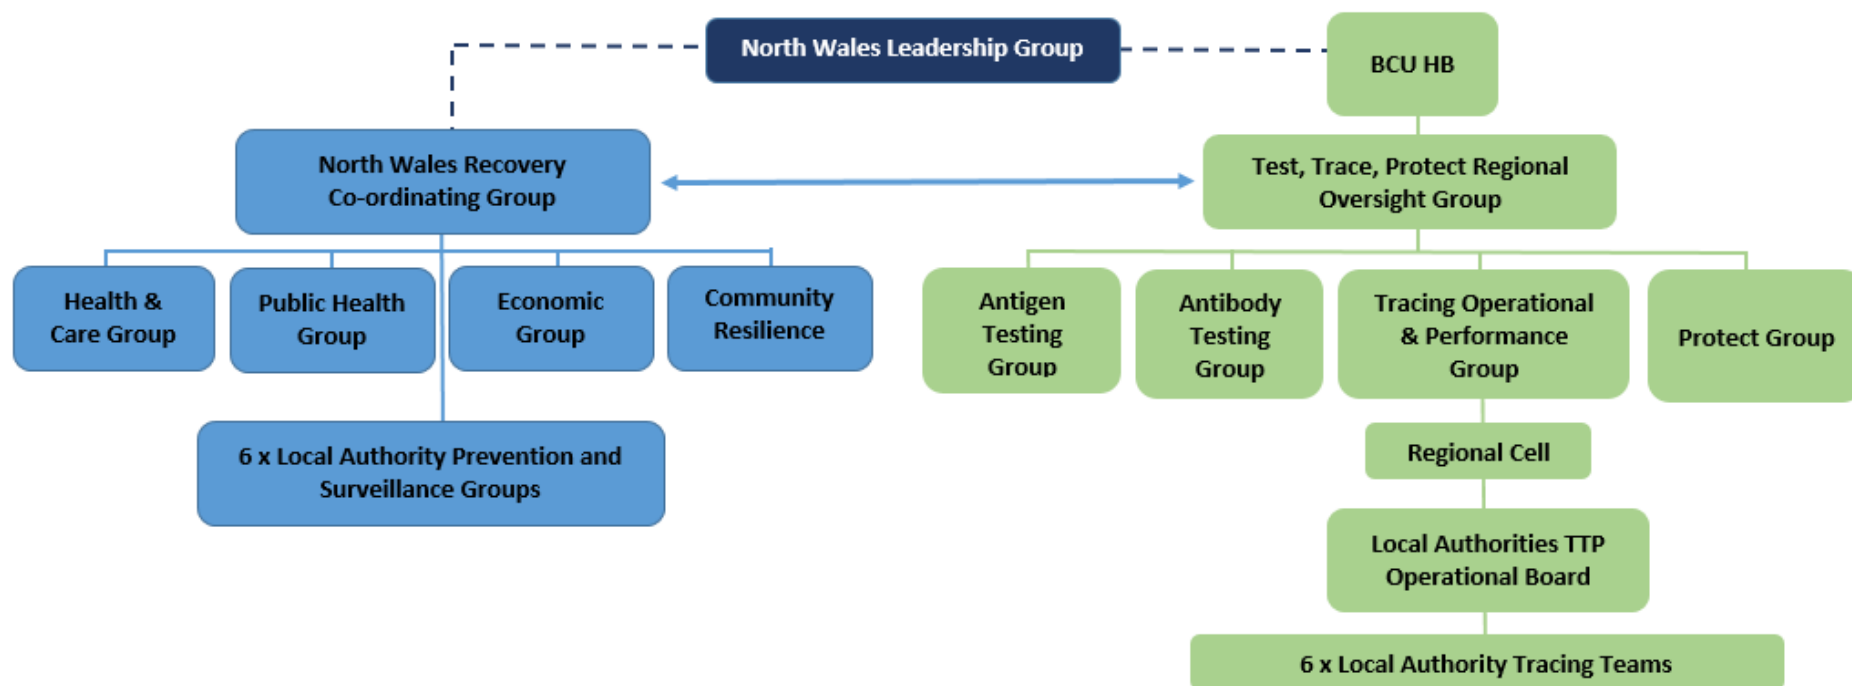 North Wales Leadership Group
BCU HB
North Wales Recovery
Co-ordinating Group
Test, Trace, Protect Regional
Oversight Group
Health &
Care Group
Public Health
Group
Economic
Group
Community
Resilience
Antigen
Testing
Group
Antibody
Testing
Group
Tracing Operational
& Performance
Group
Protect Group
6 x Local Authority Prevention and
Surveillance Groups
Regional Cell
Local Authorities TTP
Operational Board
6 x Local Authority Tracing Teams